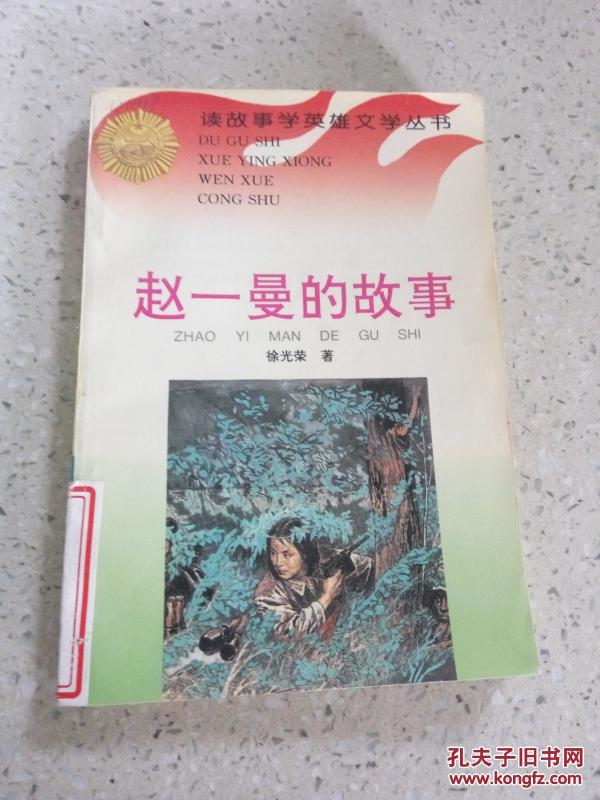 读故事学英雄文学丛书
DU GU SHI
XUE YING XIONG
WEN XUE
CONG SHU
赵一曼的故事
ZHAO YI MAN DE GU SHI
徐光荣 著
孔夫子旧书网
www.kongfz.com